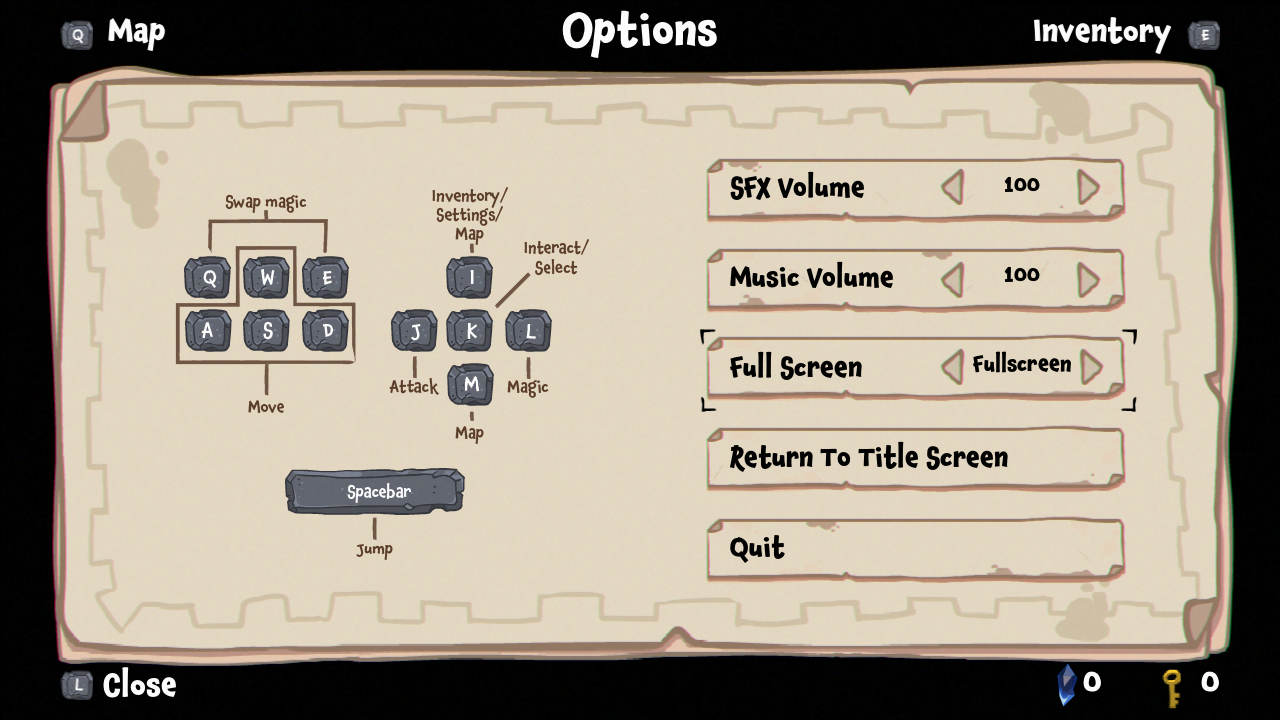 Q Map
Options
Inventory E
Swap magic
Q W E
A S D
Move
Inventory/
Settings/
Map
Interact/
Select
I
J K L
Attack
M
Magic
Map
Spacebar
Jump
SFX Volume 100
Music Volume 100
Full Screen Fullscreen
Return To Title Screen
Quit
L Close
0 0